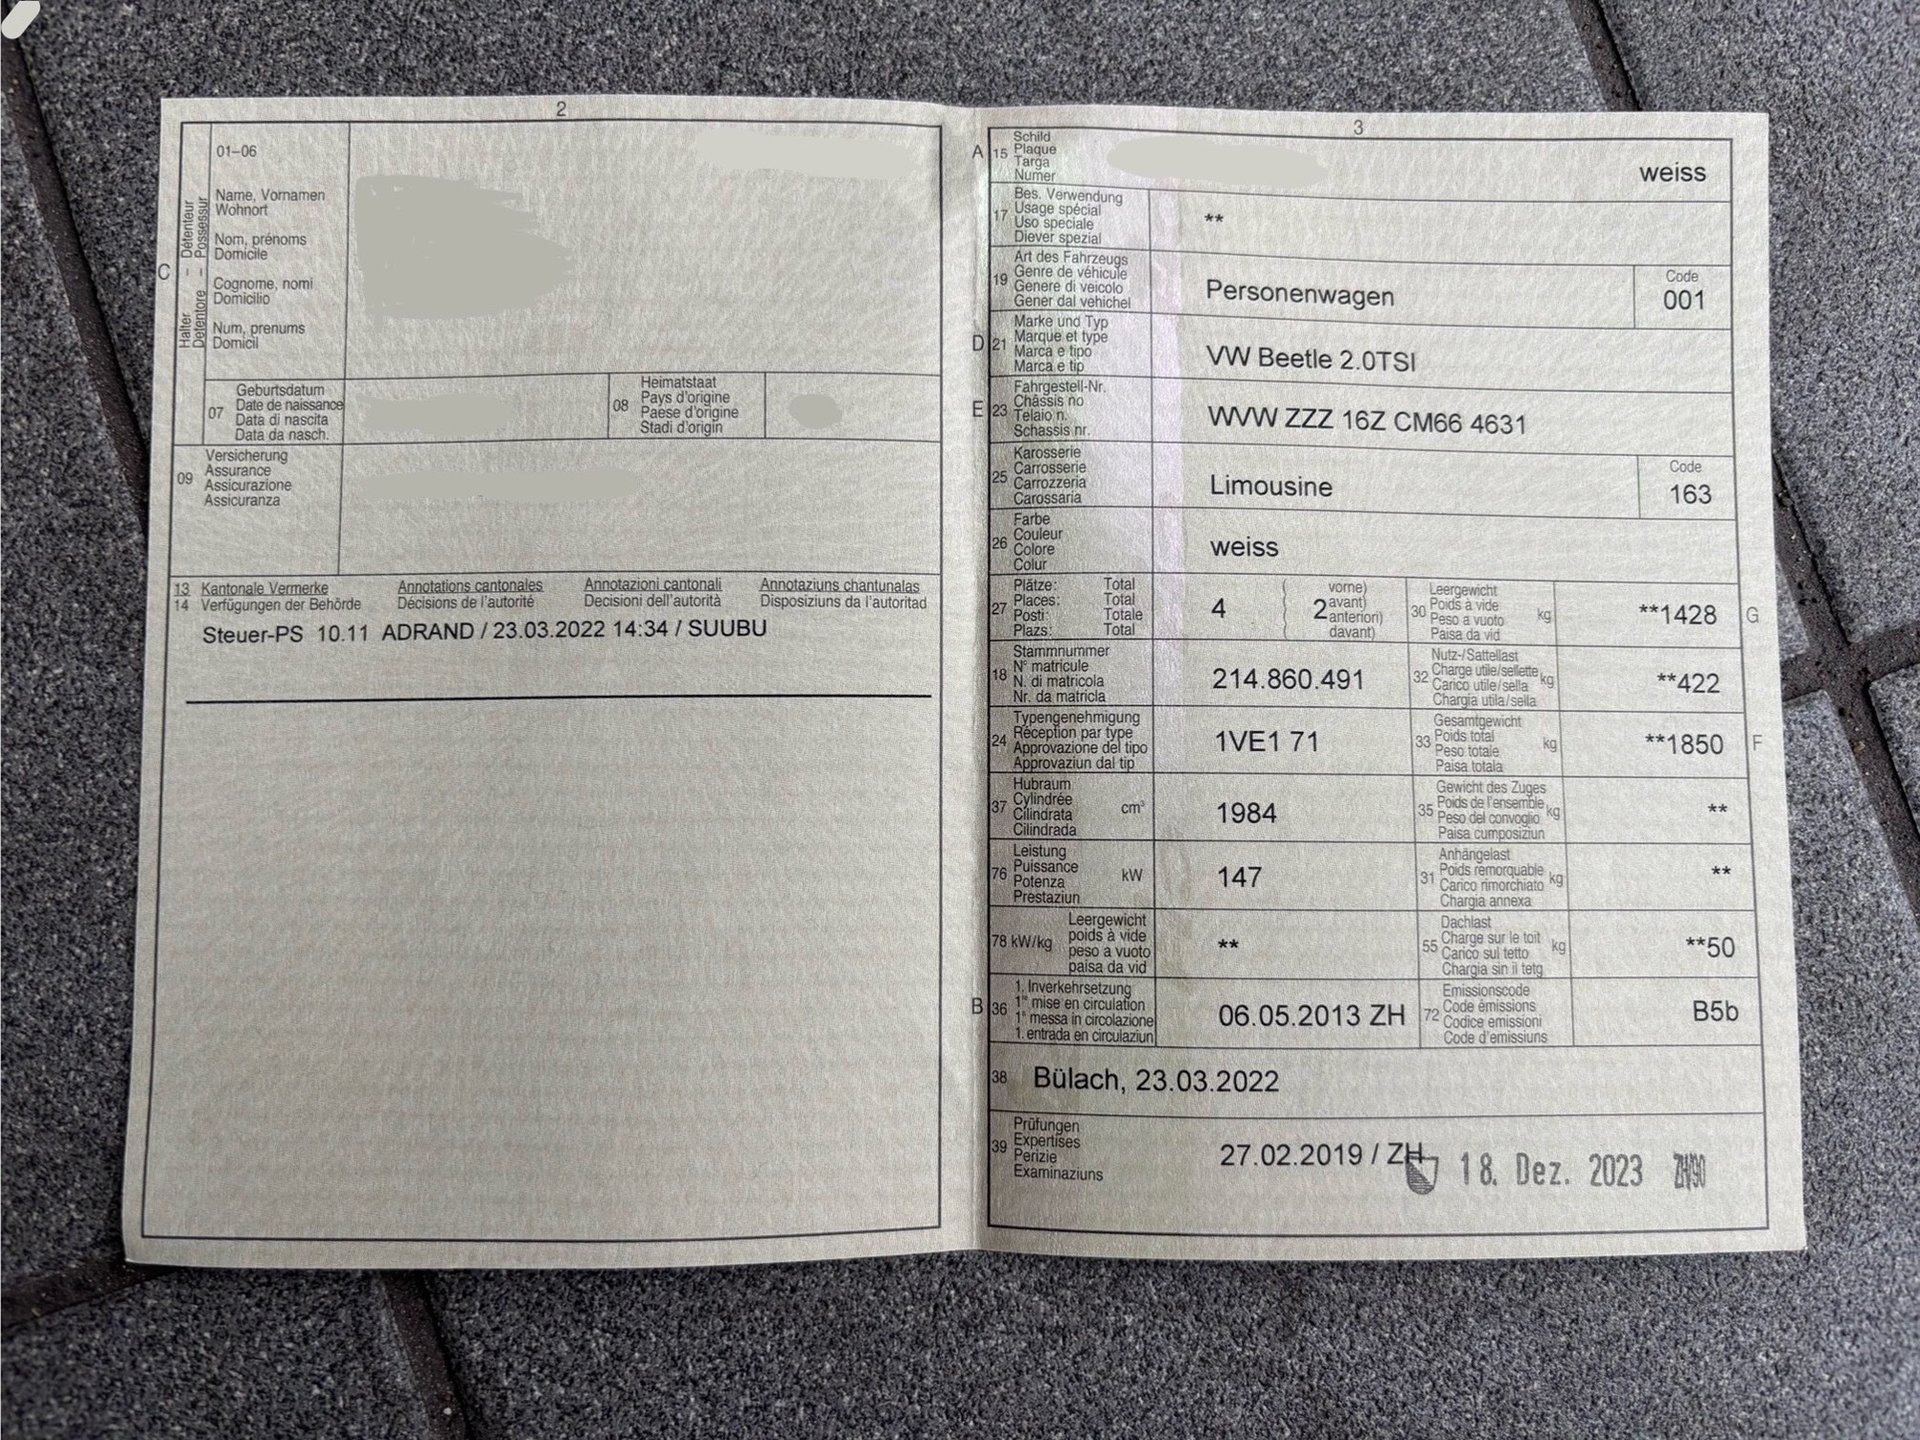 2
01–06
Name, Vornamen
Wohnort
Nom, prénoms
Domicile
Cognome, nomi
Domicilio
Num, prenums
Domicil
C
Halter – Détenteur
Detentore – Possessur
07
Geburtsdatum
Date de naissance
Data di nascita
Data da nasch.
08
Heimatstaat
Pays d'origine
Paese d'origine
Stadi d'origin
09
Versicherung
Assurance
Assicurazione
Assicuranza
13 Kantonale Vermerke Annotations cantonales Annotazioni cantonali Annotaziuns chantunalas
14 Verfügungen der Behörde Décisions de l'autorité Decisioni dell'autorità Disposiziuns da l'autoritad
Steuer-PS 10.11 ADRAND / 23.03.2022 14:34 / SUUBU
3
A 15
Schild
Plaque
Targa
Numer
weiss
17
Bes. Verwendung
Usage spécial
Uso speciale
Diever spezial
**
19
Art des Fahrzeugs
Genre de véhicule
Genere di veicolo
Gener dal vehichel
Personenwagen
Code
001
D 21
Marke und Typ
Marque et type
Marca e tipo
Marca e tip
VW Beetle 2.0TSI
E 23
Fahrgestell-Nr.
Châssis no
Telaio n.
Schassis nr.
WVW ZZZ 16Z CM66 4631
25
Karosserie
Carrosserie
Carrozzeria
Carossaria
Limousine
Code
163
26
Farbe
Couleur
Colore
Colur
weiss
27
Plätze: Total
Places: Total
Posti: Totale
Plazs: Total
4
( vorne)
2 avant)
anteriori)
davant)
30
Leergewicht
Poids à vide
Peso a vuoto
Paisa da vid
kg
**1428
G
18
Stammnummer
N° matricule
N. di matricola
Nr. da matricla
214.860.491
32
Nutz-/Sattellast
Charge utile/sellette
Carico utile/sella
Chargia utila/sella
kg
**422
24
Typengenehmigung
Réception par type
Approvazione del tipo
Approvaziun dal tip
1VE1 71
33
Gesamtgewicht
Poids total
Peso totale
Paisa totala
kg
**1850
F
37
Hubraum
Cylindrée
Cilindrata
Cilindrada
cm³
1984
35
Gewicht des Zuges
Poids de l'ensemble
Peso del convoglio
Paisa cumposiziun
kg
**
76
Leistung
Puissance
Potenza
Prestaziun
kW
147
31
Anhängelast
Poids remorquable
Carico rimorchiato
Chargia annexa
kg
**
78 kW/kg
Leergewicht
poids à vide
peso a vuoto
paisa da vid
**
55
Dachlast
Charge sur le toit
Carico sul tetto
Chargia sin il tetg
kg
**50
B 36
1. Inverkehrsetzung
1re mise en circulation
1a messa in circolazione
1. entrada en circulaziun
06.05.2013 ZH
72
Emissionscode
Code émissions
Codice emissioni
Code d'emissiuns
B5b
38
Bülach, 23.03.2022
39
Prüfungen
Expertises
Perizie
Examinaziuns
27.02.2019 / ZH
18. Dez. 2023